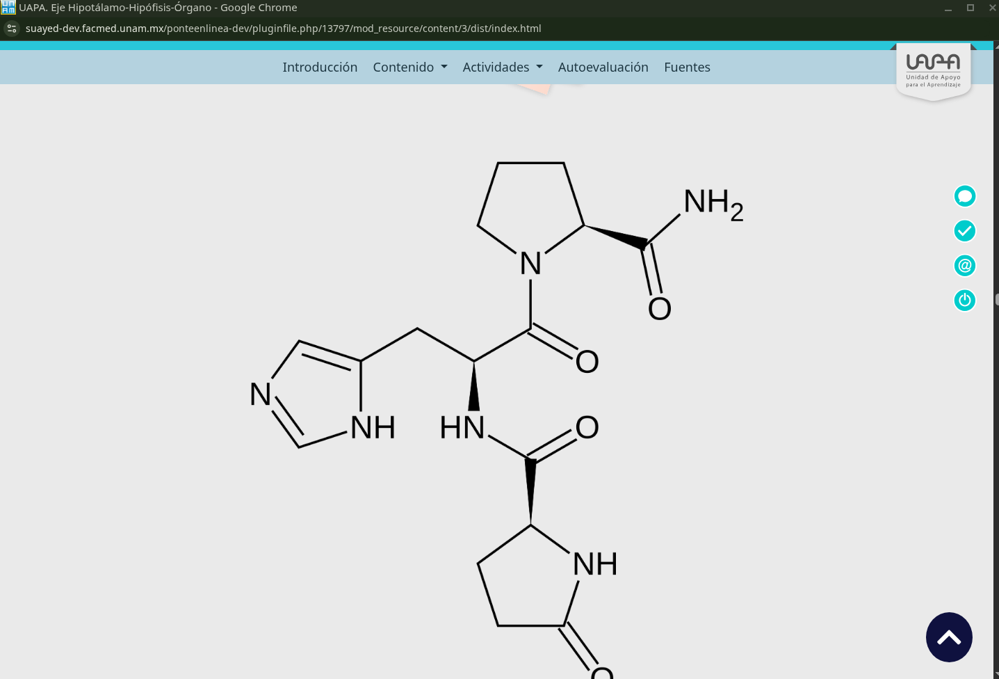 UAPA. Eje Hipotálamo-Hipófisis-Órgano - Google Chrome
suayed-dev.facmed.unam.mx/ponteenlinea-dev/pluginfile.php/13797/mod_resource/content/3/dist/index.html
Introducción Contenido Actividades Autoevaluación Fuentes
UAPA
Unidad de Apoyo
para el Aprendizaje
NH2
N
O
O
N
NH HN O
NH
O